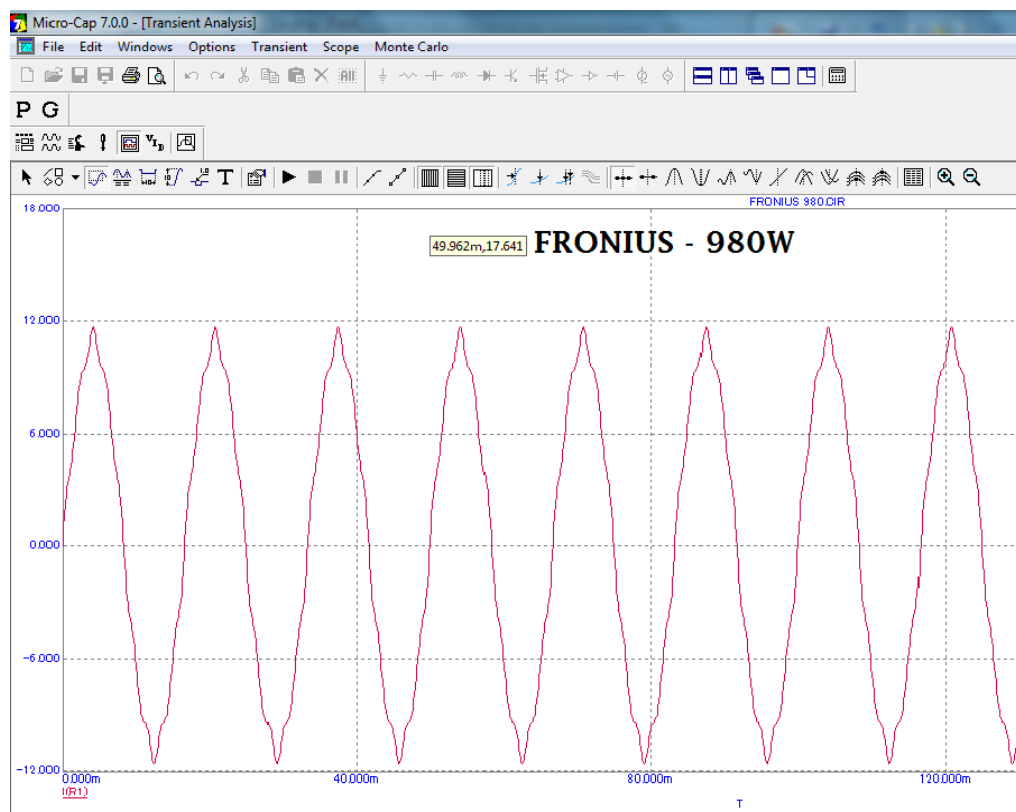 Micro-Cap 7.0.0 - [Transient Analysis]
File Edit Windows Options Transient Scope Monte Carlo
P G
T
FRONIUS 980.CIR
18.000
49.962m,17.641 FRONIUS - 980W
12.000
6.000
0.000
-6.000
-12.000
0.000m 40.000m 80.000m 120.000m
I(R1)
T